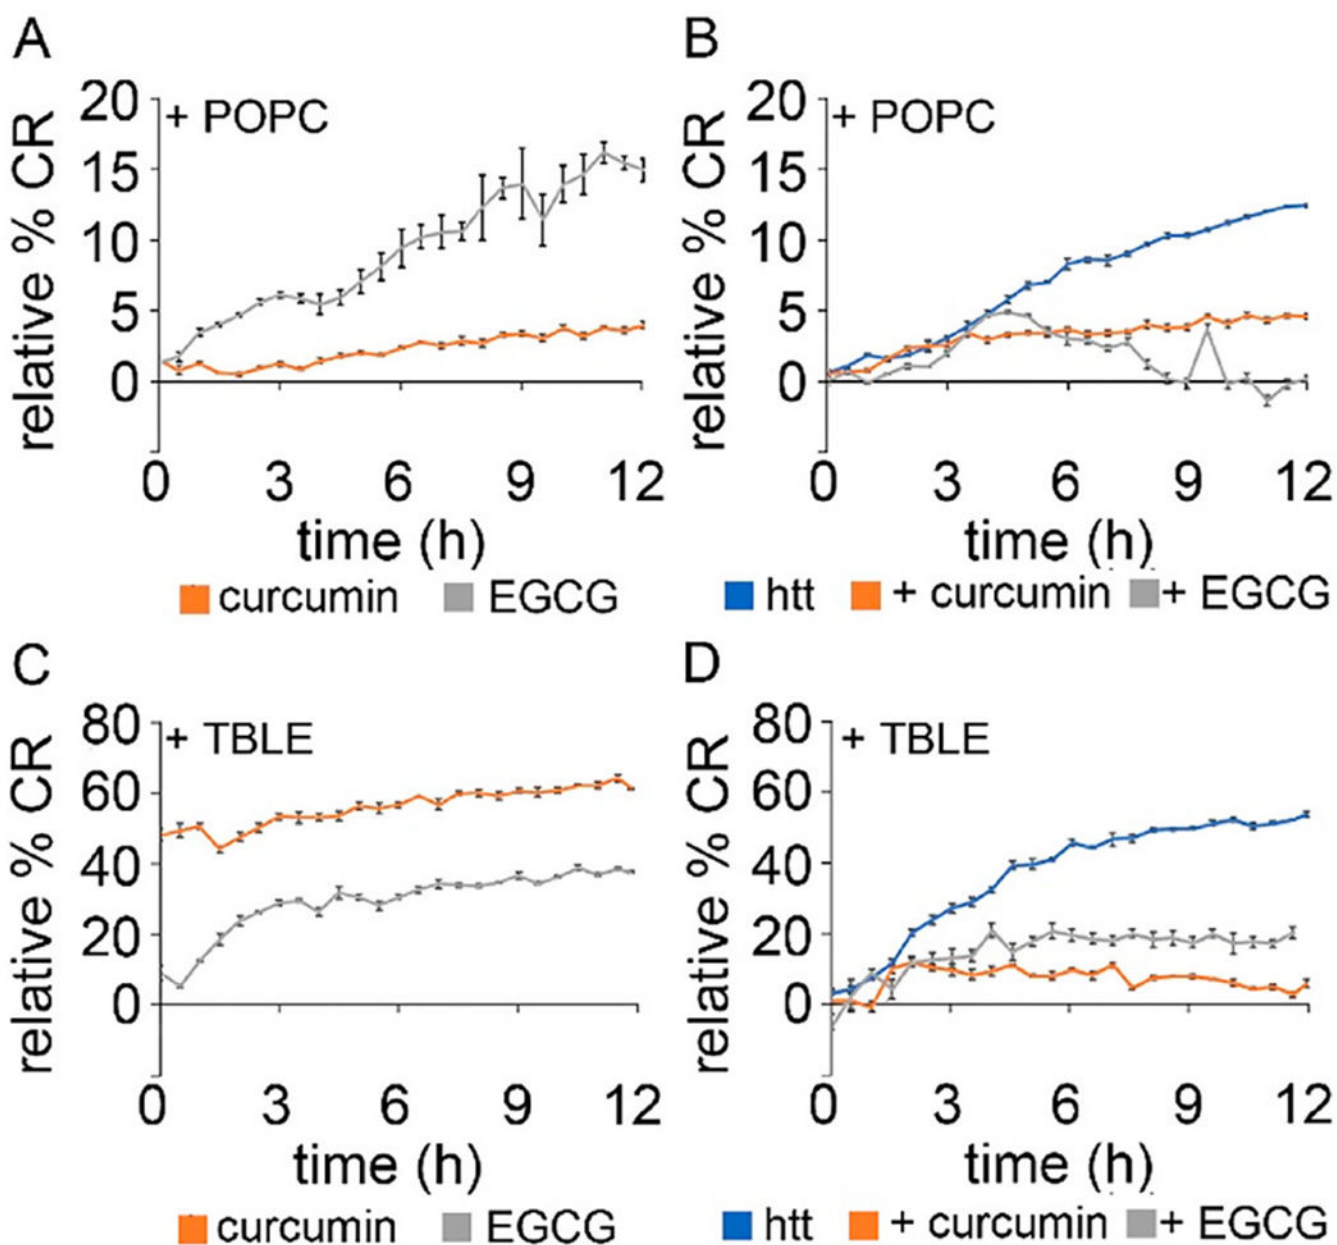 A
relative % CR
20
15
10
5
0
+ POPC
0 3 6 9 12
time (h)
curcumin EGCG
B
relative % CR
20
15
10
5
0
+ POPC
0 3 6 9 12
time (h)
htt + curcumin + EGCG
C
relative % CR
80
60
40
20
0
+ TBLE
0 3 6 9 12
time (h)
curcumin EGCG
D
relative % CR
80
60
40
20
0
+ TBLE
0 3 6 9 12
time (h)
htt + curcumin + EGCG